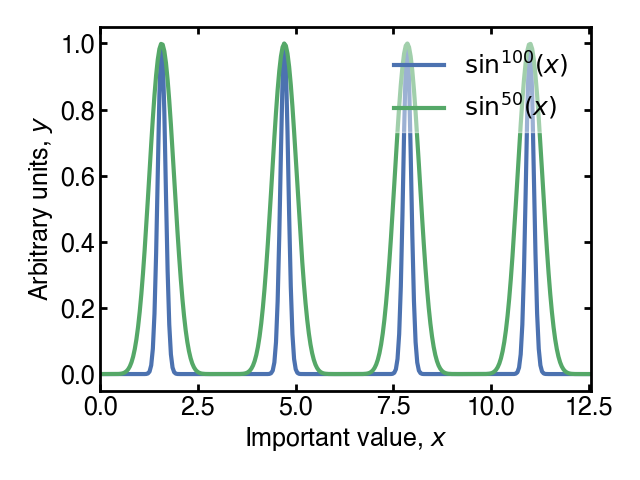 1.0
sin¹⁰⁰(x)
sin⁵⁰(x)
0.8
0.6
0.4
0.2
0.0
Arbitrary units, y
0.0 2.5 5.0 7.5 10.0 12.5
Important value, x